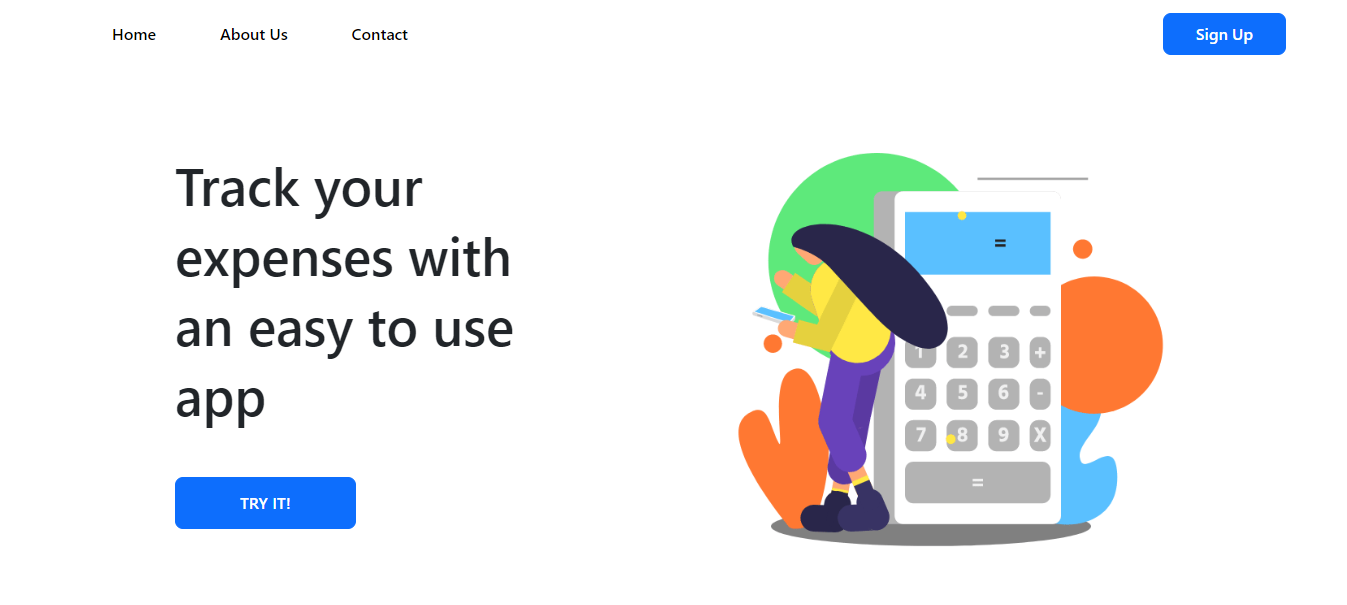 Home About Us Contact Sign Up
Track your
expenses with
an easy to use
app
TRY IT!
=
1 2 3 +
4 5 6 -
7 8 9 X
=